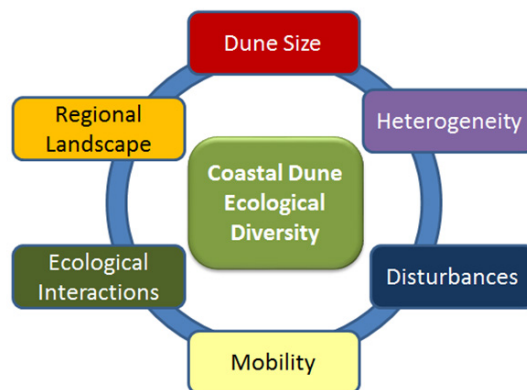 Dune Size
Regional
Landscape
Heterogeneity
Coastal Dune
Ecological
Diversity
Ecological
Interactions
Disturbances
Mobility